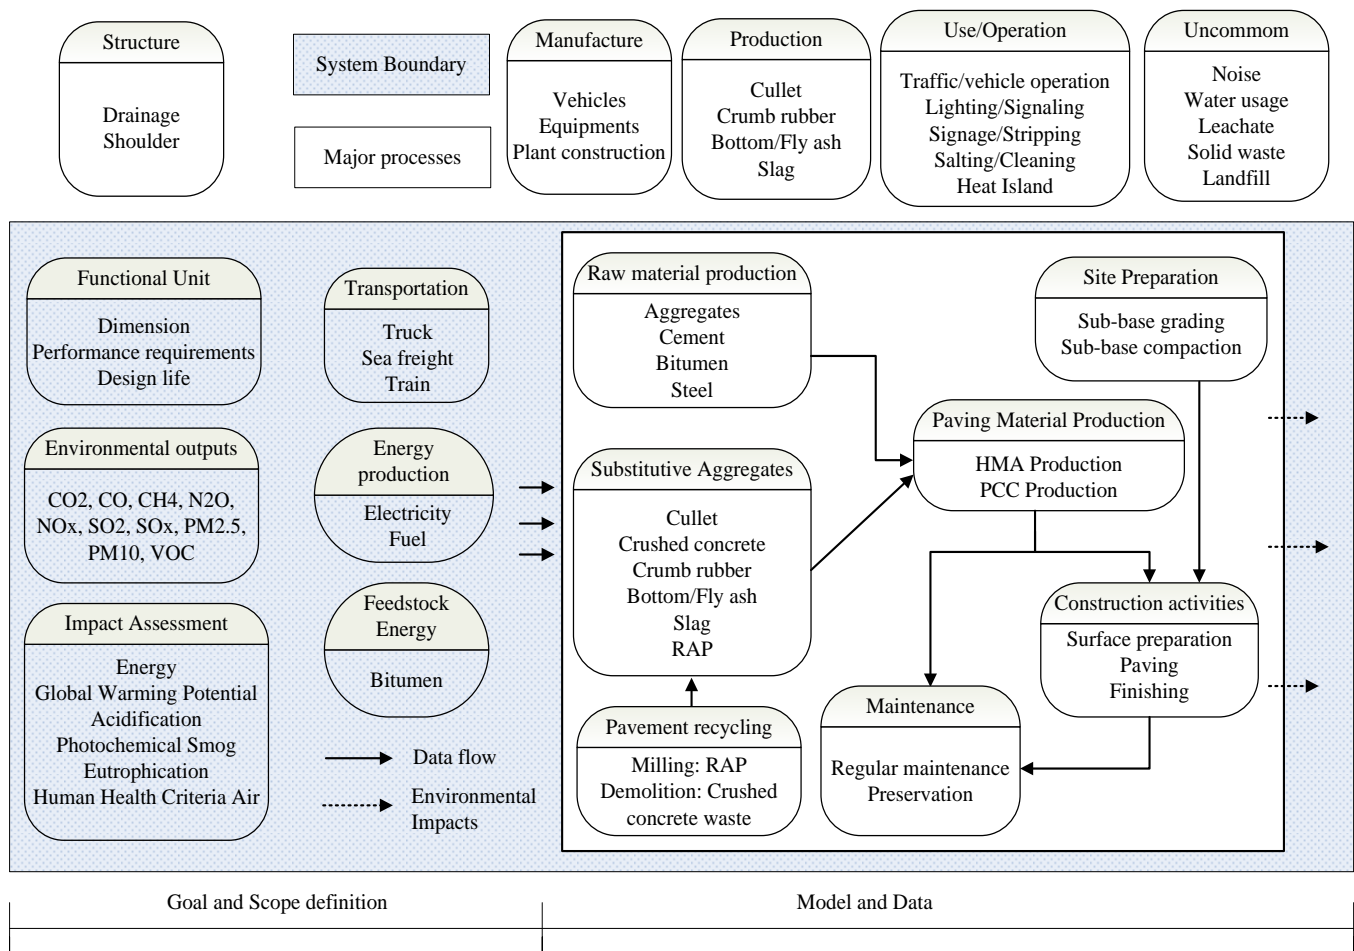 Structure
Drainage
Shoulder
System Boundary
Major processes
Manufacture
Vehicles
Equipments
Plant construction
Production
Cullet
Crumb rubber
Bottom/Fly ash
Slag
Use/Operation
Traffic/vehicle operation
Lighting/Signaling
Signage/Stripping
Salting/Cleaning
Heat Island
Uncommom
Noise
Water usage
Leachate
Solid waste
Landfill
Functional Unit
Dimension
Performance requirements
Design life
Environmental outputs
CO2, CO, CH4, N2O,
NOx, SO2, SOx, PM2.5,
PM10, VOC
Impact Assessment
Energy
Global Warming Potential
Acidification
Photochemical Smog
Eutrophication
Human Health Criteria Air
Transportation
Truck
Sea freight
Train
Energy
production
Electricity
Fuel
Feedstock
Energy
Bitumen
Data flow
Environmental
Impacts
Raw material production
Aggregates
Cement
Bitumen
Steel
Substitutive Aggregates
Cullet
Crushed concrete
Crumb rubber
Bottom/Fly ash
Slag
RAP
Pavement recycling
Milling: RAP
Demolition: Crushed
concrete waste
Paving Material Production
HMA Production
PCC Production
Site Preparation
Sub-base grading
Sub-base compaction
Construction activities
Surface preparation
Paving
Finishing
Maintenance
Regular maintenance
Preservation
Goal and Scope definition
Model and Data